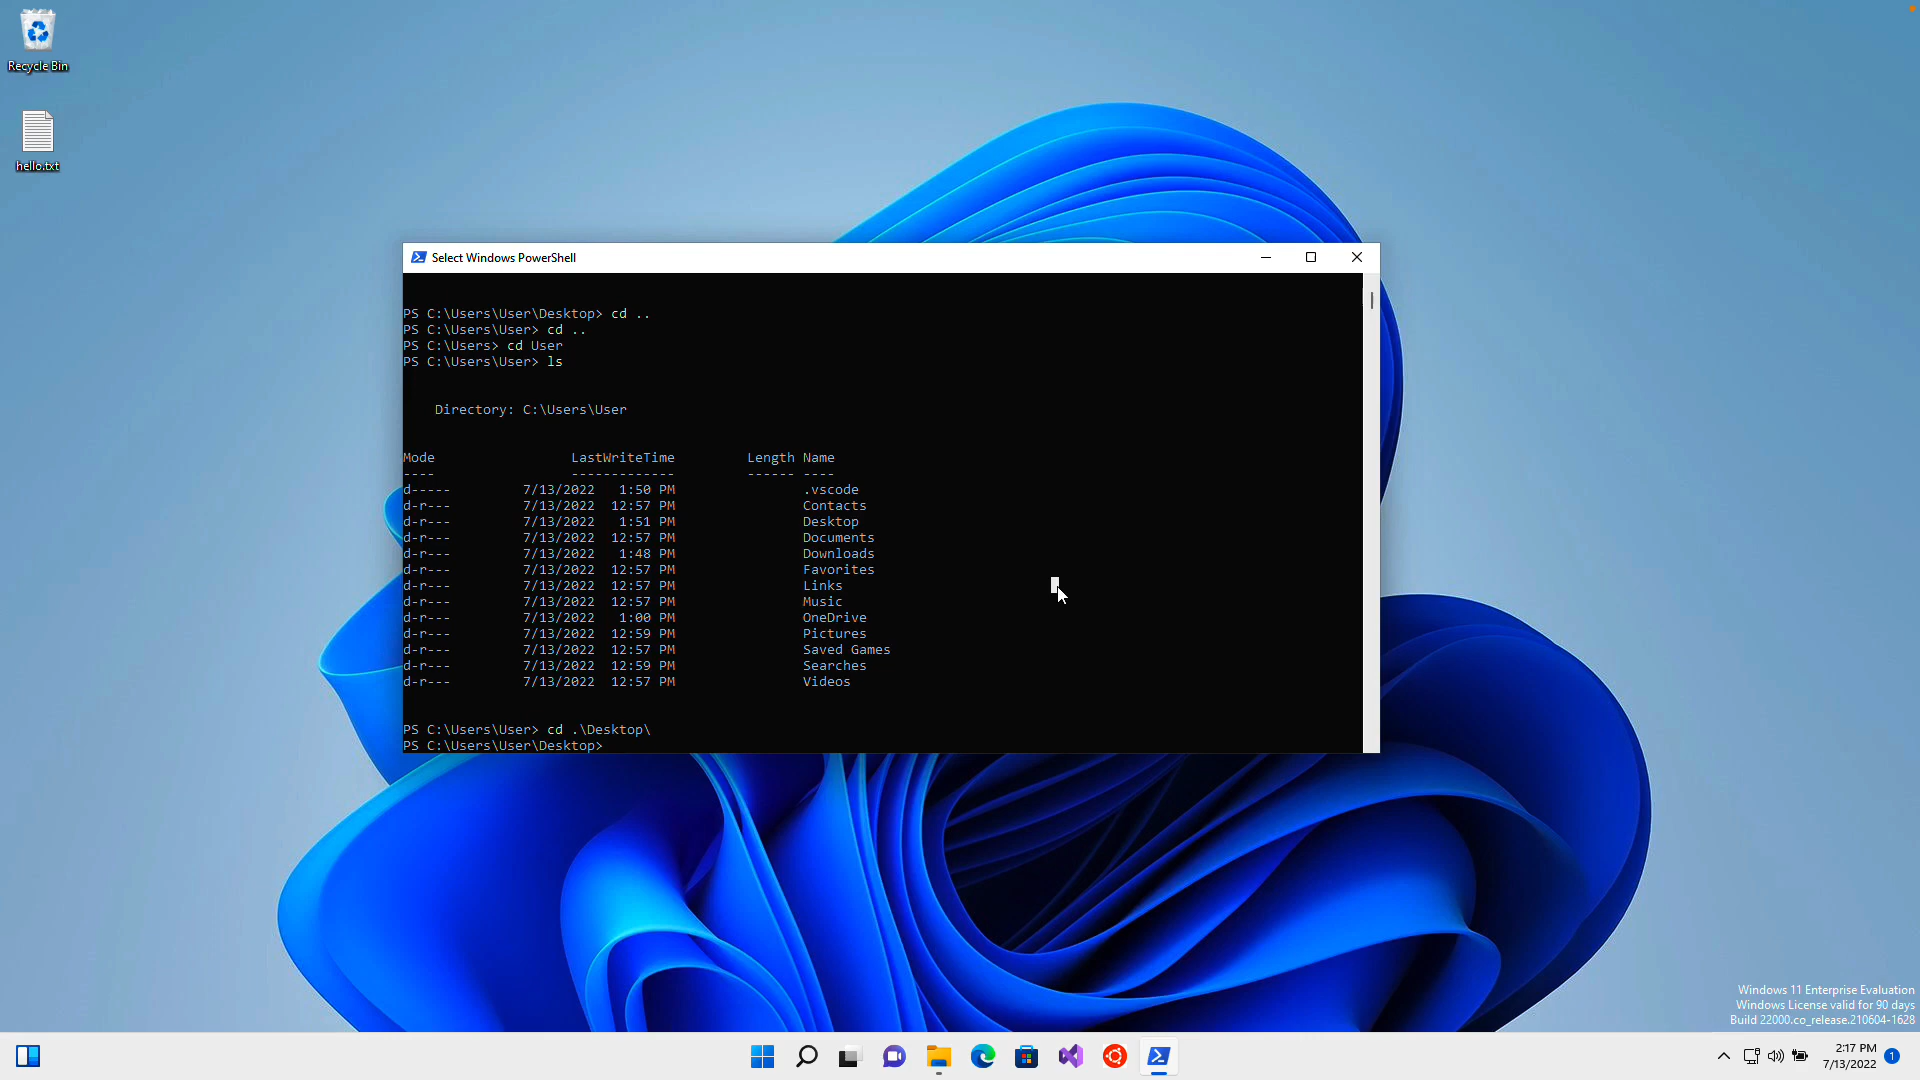 Recycle Bin
hello.txt
Select Windows PowerShell
PS C:\Users\User\Desktop> cd ..
PS C:\Users\User> cd ..
PS C:\Users> cd User
PS C:\Users\User> ls
Directory: C:\Users\User
Mode LastWriteTime Length Name
---- ------------- ------ ----
d----- 7/13/2022 1:50 PM .vscode
d-r--- 7/13/2022 12:57 PM Contacts
d-r--- 7/13/2022 1:51 PM Desktop
d-r--- 7/13/2022 12:57 PM Documents
d-r--- 7/13/2022 1:48 PM Downloads
d-r--- 7/13/2022 12:57 PM Favorites
d-r--- 7/13/2022 12:57 PM Links
d-r--- 7/13/2022 12:57 PM Music
d-r--- 7/13/2022 1:00 PM OneDrive
d-r--- 7/13/2022 12:59 PM Pictures
d-r--- 7/13/2022 12:57 PM Saved Games
d-r--- 7/13/2022 12:59 PM Searches
d-r--- 7/13/2022 12:57 PM Videos
PS C:\Users\User> cd .\Desktop\
PS C:\Users\User\Desktop>
Windows 11 Enterprise Evaluation
Windows License valid for 90 days
Build 22000.co_release.210604-1628
2:17 PM
7/13/2022
1